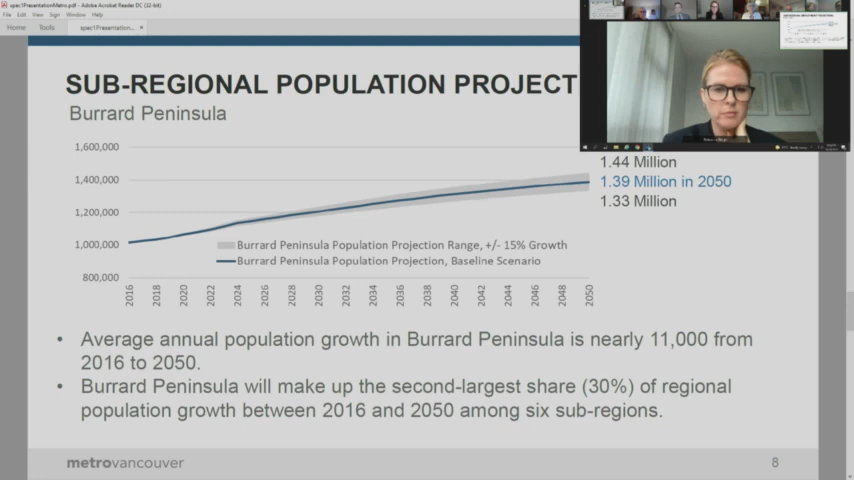 spec1PresentationMetro.pdf - Adobe Acrobat Reader DC (32-bit)
File Edit View Sign Window Help
Home Tools spec1Presentation... ×
SUB-REGIONAL POPULATION PROJECT
Burrard Peninsula
1,600,000
1,400,000
1,200,000
1,000,000
800,000
1.44 Million
1.39 Million in 2050
1.33 Million
Burrard Peninsula Population Projection Range, +/- 15% Growth
Burrard Peninsula Population Projection, Baseline Scenario
2016 2018 2020 2022 2024 2026 2028 2030 2032 2034 2036 2038 2040 2042 2044 2046 2048 2050
• Average annual population growth in Burrard Peninsula is nearly 11,000 from
2016 to 2050.
• Burrard Peninsula will make up the second-largest share (30%) of regional
population growth between 2016 and 2050 among six sub-regions.
metrovancouver
8